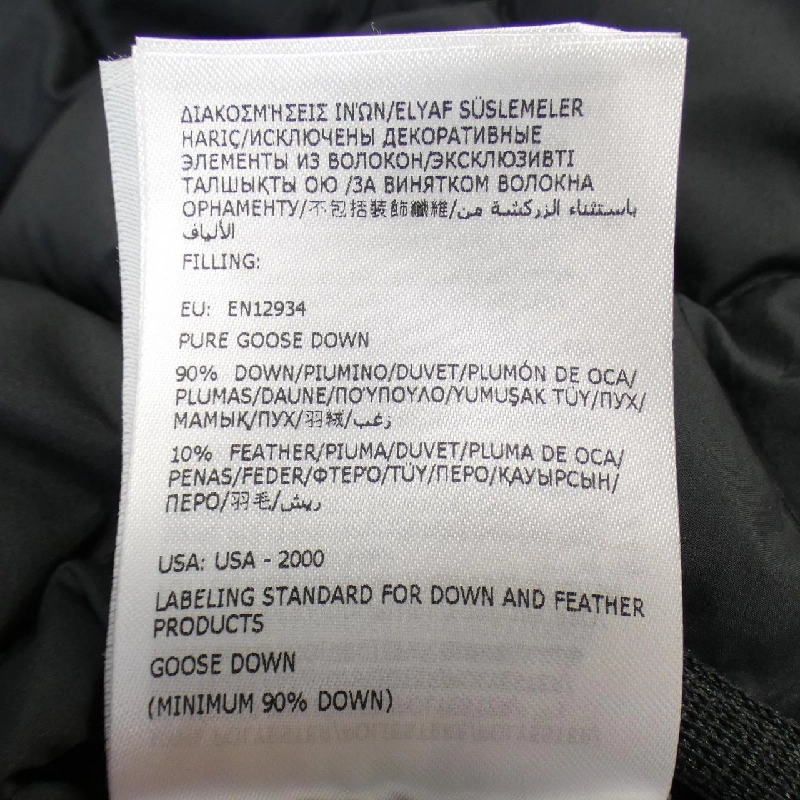 ΔΙΑΚΟΣΜΉΣΕΙΣ ΙΝΏΝ/ELYAF SÜSLEMELER
HARIÇ/ИСКЛЮЧЕНЫ ДЕКОРАТИВНЫЕ
ЭЛЕМЕНТЫ ИЗ ВОЛОКОН/ЭКСКЛЮЗИВТІ
ТАЛШЫҚТЫ ОЮ /ЗА ВИНЯТКОМ ВОЛОКНА
ОРНАМЕНТУ/不包括裝飾纖維/باستثناء الزركشة من
الألياف
FILLING:
EU: EN12934
PURE GOOSE DOWN
90% DOWN/PIUMINO/DUVET/PLUMÓN DE OCA/
PLUMAS/DAUNE/ΠΟΎΠΟΥΛΟ/YUMUŞAK TÜY/ПУХ/
МАМЫҚ/ПУХ/羽絨/زغب
10% FEATHER/PIUMA/DUVET/PLUMA DE OCA/
PENAS/FEDER/ΦΤΕΡΌ/TÜY/ПЕРО/ҚАУЫРСЫН/
ПЕРО/羽毛/ريش
USA: USA - 2000
LABELING STANDARD FOR DOWN AND FEATHER
PRODUCTS
GOOSE DOWN
(MINIMUM 90% DOWN)